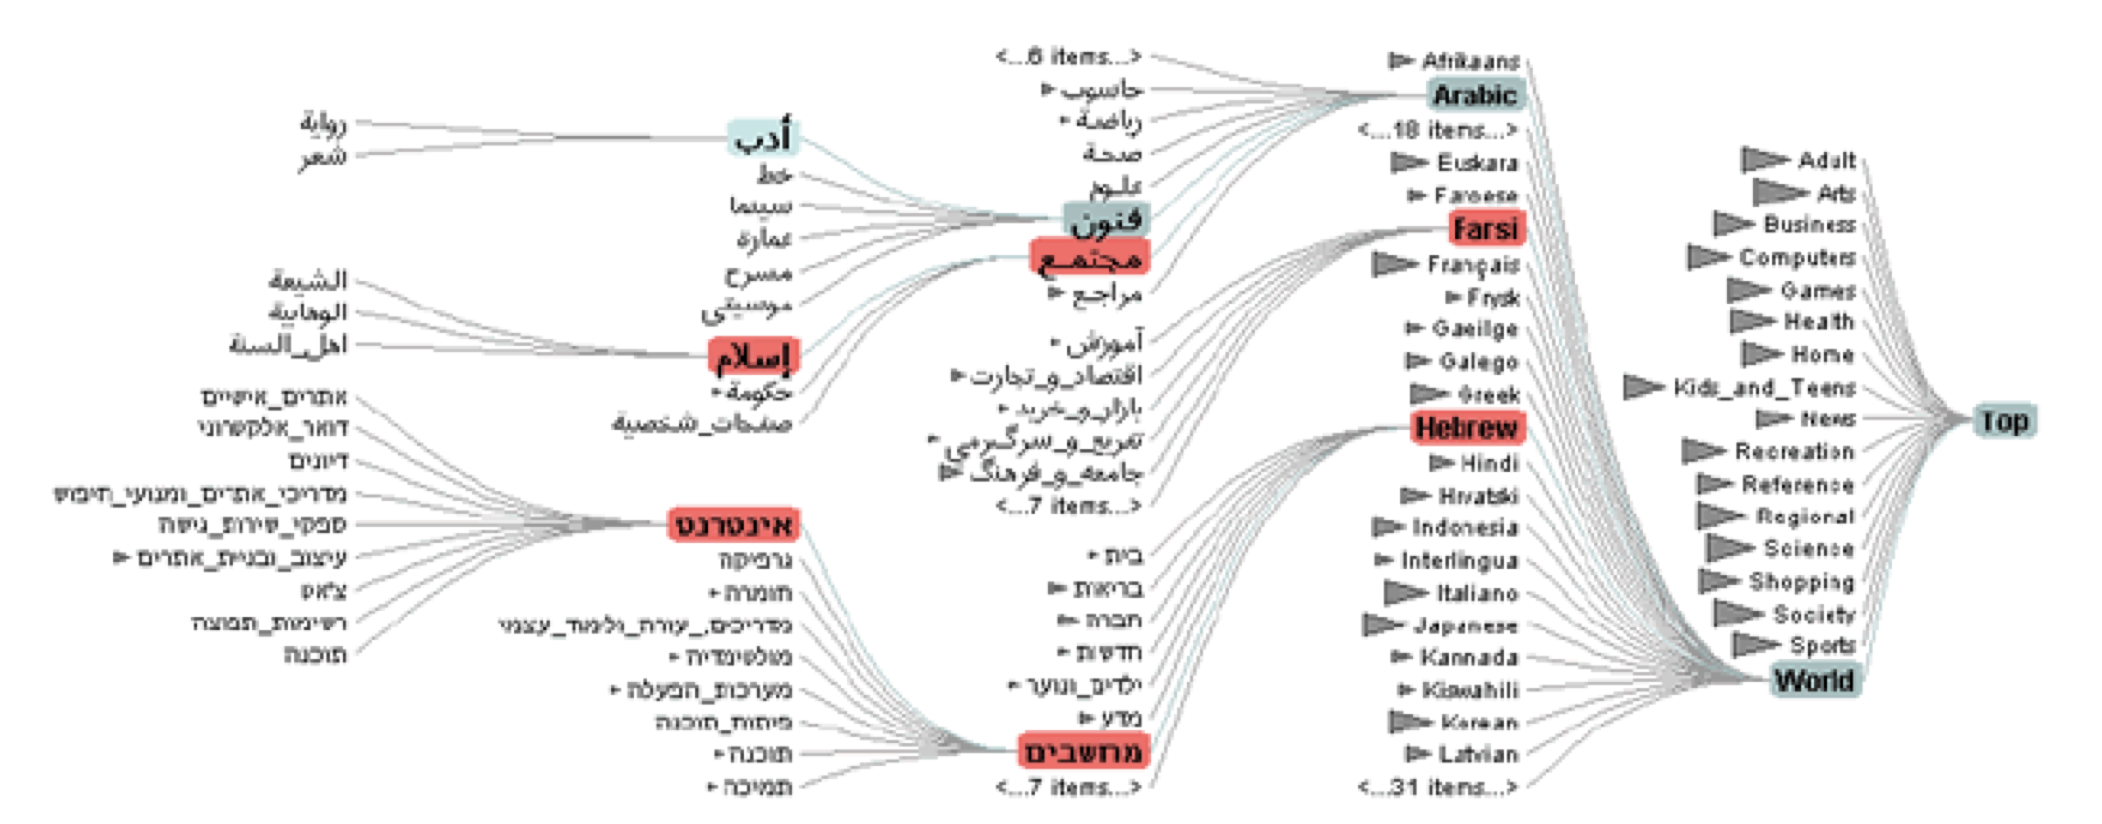 Top
Adult
Arts
Business
Computers
Games
Health
Home
Kids_and_Teens
News
Recreation
Reference
Regional
Science
Shopping
Society
Sports
World
Afrikaans
Arabic
<...18 items...>
Euskara
Faroese
Farsi
Français
Frysk
Gaeilge
Galego
Greek
Hebrew
Hindi
Hrvatski
Indonesia
Interlingua
Italiano
Japanese
Kannada
Kiswahili
Korean
Latvian
<...31 items...>
<...6 items...>
حاسوب
رياضة
صحة
علوم
فنون
مجتمع
مراجع
آموزش
اقتصاد_و_تجارت
بازار_و_خرید
تفریح_و_سرگرمی
جامعه_و_فرهنگ
<...7 items...>
בית
בריאות
חברה
חדשות
ילדים_ונוער
מדע
מחשבים
<...7 items...>
أدب
خط
سينما
عمارة
مسرح
موسيقى
إسلام
حكومة
صفحات_شخصية
אינטרנט
גרפיקה
חומרה
מדריכים,_עזרה_ולימוד_עצמי
מולטימדיה
מערכות_הפעלה
פיתוח_תוכנה
תוכנה
תמיכה
رواية
شعر
الشيعة
الوهابية
اهل_السنة
אתרים_אישיים
דואר_אלקטרוני
דיונים
מדריכי_אתרים_ומנועי_חיפוש
ספקי_שירות_גישה
עיצוב_ובניית_אתרים
צ'אט
רשימות_תפוצה
תוכנה